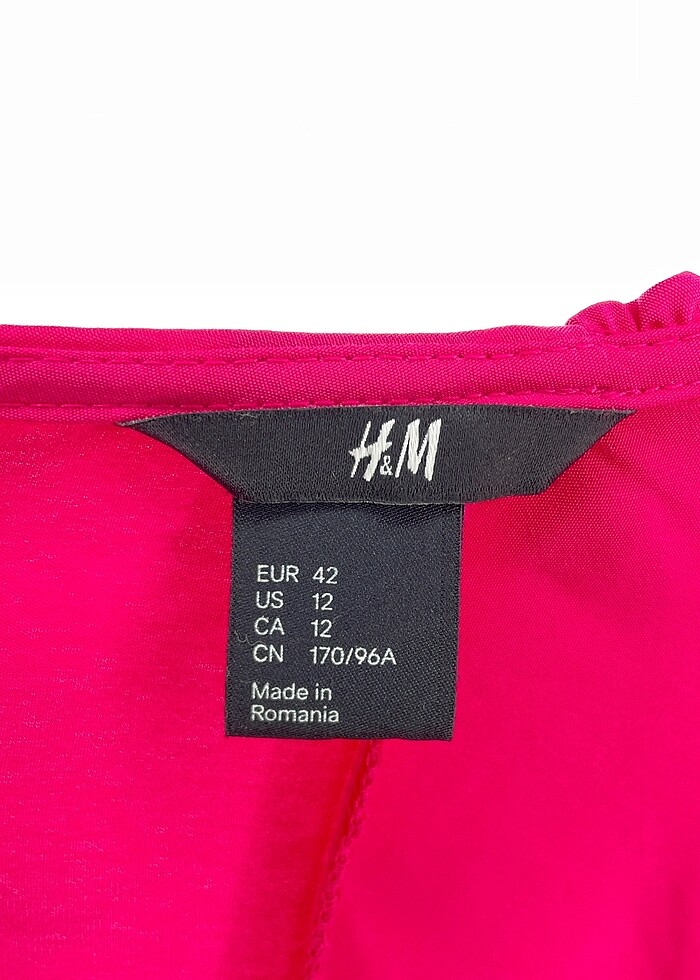 H&M
EUR 42
US 12
CA 12
CN 170/96A
Made in
Romania